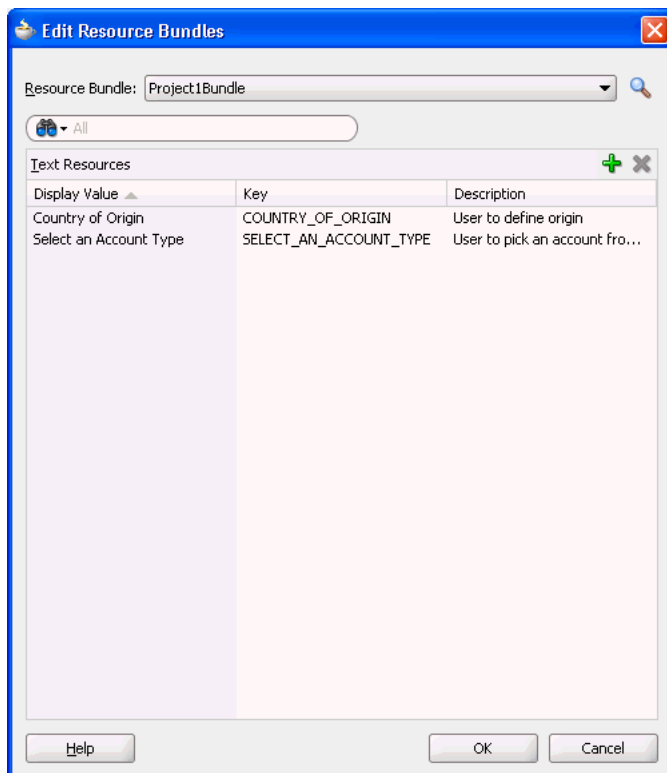 Edit Resource Bundles
Resource Bundle: Project1Bundle
All
Text Resources
Display Value Key Description
Country of Origin COUNTRY_OF_ORIGIN User to define origin
Select an Account Type SELECT_AN_ACCOUNT_TYPE User to pick an account fro...
Help OK Cancel